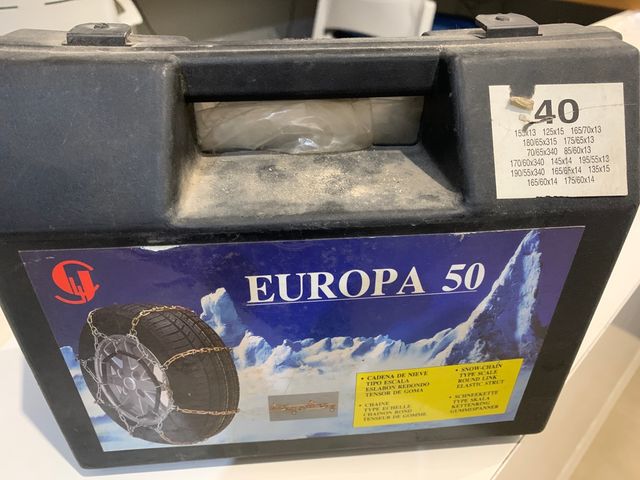 40
155x13 125x15 165/70x13
180/65x315 175/65x13
70/65x340 85/60x13
170/60x340 145x14 195/55x13
190/55x340 165/65x14 135x15
165/60x14 175/60x14
EUROPA 50
• CADENA DE NIEVE
TIPO ESCALA
ESLABON REDONDO
TENSOR DE GOMA
• CHAINE
TYPE ECHELLE
CHAINON ROND
TENSEUR DE GOMME
• SNOW-CHAIN
TYPE SCALE
ROUND LINK
ELASTIC STRUT
• SCHNEEKETTE
TYP SKALA
KETTENRING
GUMMISPANNER